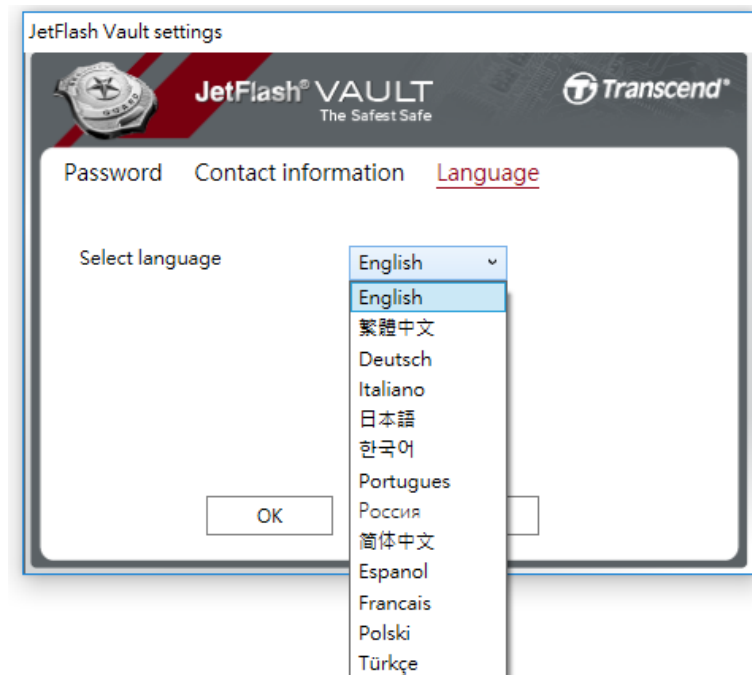 JetFlash Vault settings
GUARD
JetFlash® VAULT
The Safest Safe
Transcend®
Password Contact information Language
Select language
English
English
繁體中文
Deutsch
Italiano
日本語
한국어
Portugues
OK
Россия
简体中文
Espanol
Francais
Polski
Türkçe